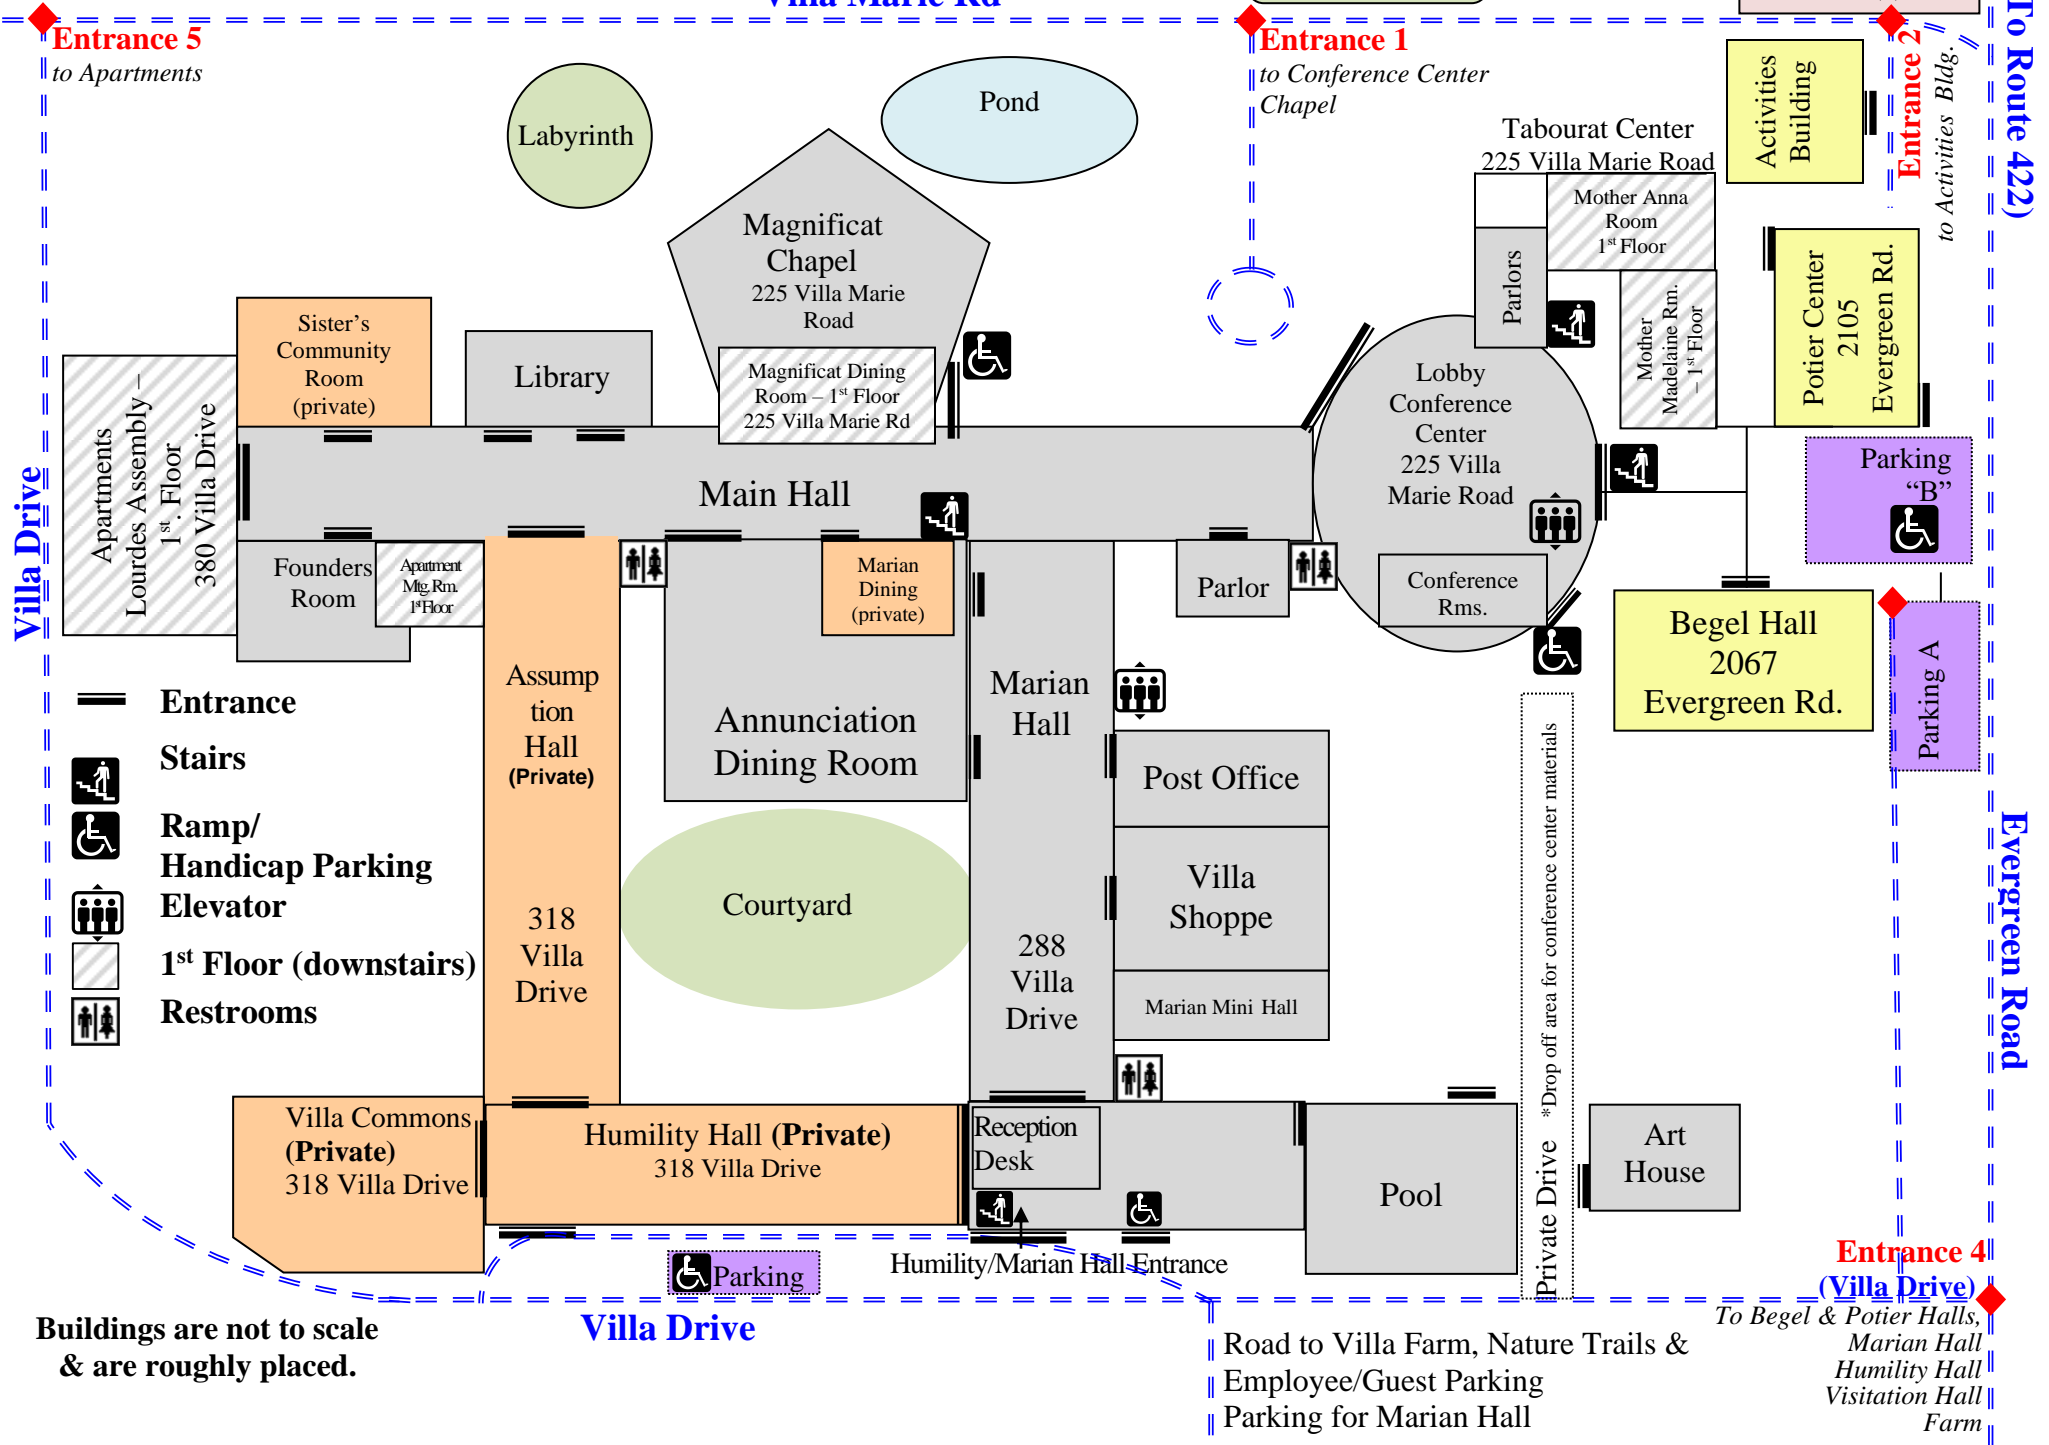 Villa Marie Rd
Entrance 5
to Apartments
Entrance 1
to Conference Center
Chapel
Entrance 2
to Activities Bldg.
To Route 422)
Labyrinth
Pond
Activities
Building
Tabourat Center
225 Villa Marie Road
Mother Anna
Room
1st Floor
Parlors
Mother
Madelaine Rm.
– 1st Floor
Potier Center
2105
Evergreen Rd.
Magnificat
Chapel
225 Villa Marie
Road
Magnificat Dining
Room – 1st Floor
225 Villa Marie Rd
Sister’s
Community
Room
(private)
Library
Apartments
Lourdes Assembly –
1st. Floor
380 Villa Drive
Villa Drive
Main Hall
Lobby
Conference
Center
225 Villa
Marie Road
Conference
Rms.
Parking
“B”
Founders
Room
Apartment
Mtg. Rm.
1st Floor
Marian
Dining
(private)
Parlor
Begel Hall
2067
Evergreen Rd.
Parking A
Assump
tion
Hall
(Private)
318
Villa
Drive
Annunciation
Dining Room
Marian
Hall
288
Villa
Drive
Post Office
Villa
Shoppe
Marian Mini Hall
Courtyard
Entrance
Stairs
Ramp/
Handicap Parking
Elevator
1st Floor (downstairs)
Restrooms
Private Drive *Drop off area for conference center materials
Evergreen Road
Villa Commons
(Private)
318 Villa Drive
Humility Hall (Private)
318 Villa Drive
Reception
Desk
Pool
Art
House
Humility/Marian Hall Entrance
Parking
Villa Drive
Entrance 4
(Villa Drive)
To Begel & Potier Halls,
Marian Hall
Humility Hall
Visitation Hall
Farm
Buildings are not to scale
& are roughly placed.
Road to Villa Farm, Nature Trails &
Employee/Guest Parking
Parking for Marian Hall